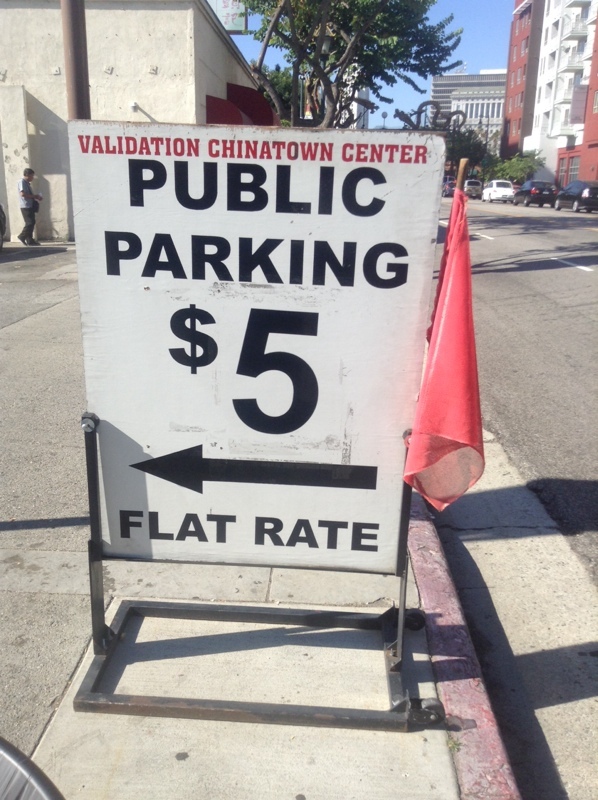 VALIDATION CHINATOWN CENTER
PUBLIC
PARKING
$5
FLAT RATE